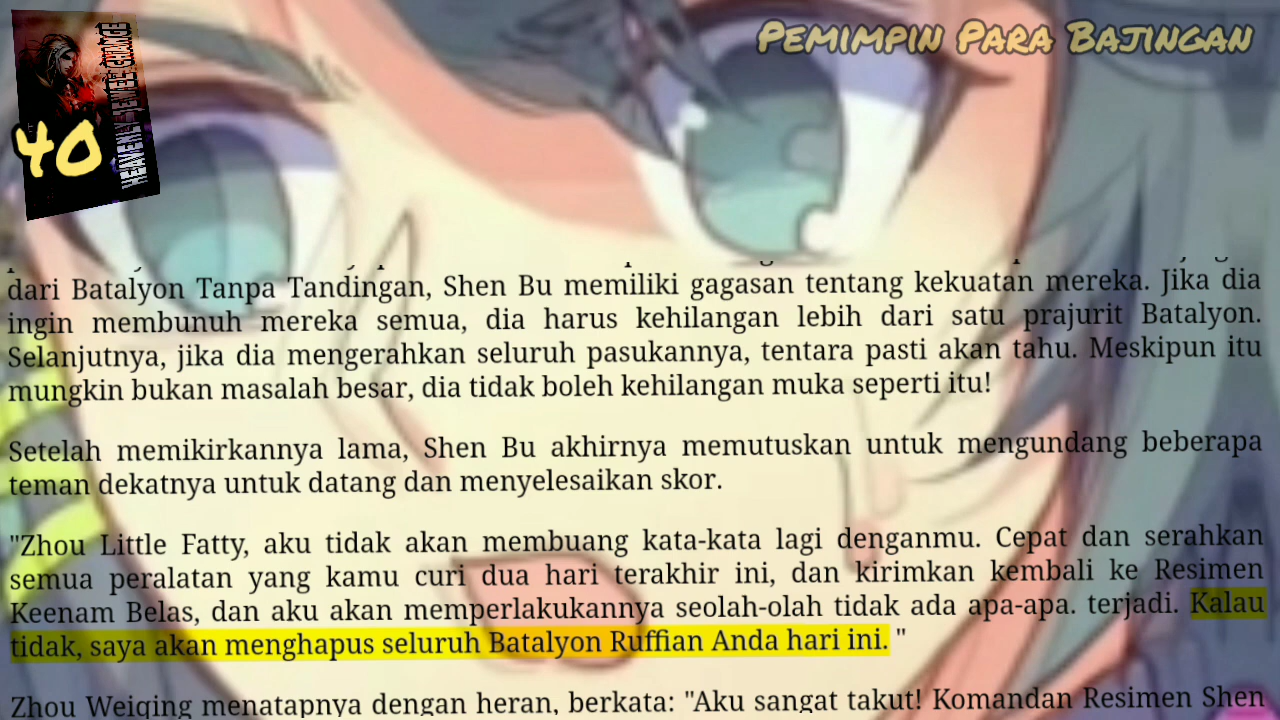 Pemimpin Para Bajingan
HEAVENLY JEWEL CHANGE
40
dari Batalyon Tanpa Tandingan, Shen Bu memiliki gagasan tentang kekuatan mereka. Jika dia
ingin membunuh mereka semua, dia harus kehilangan lebih dari satu prajurit Batalyon.
Selanjutnya, jika dia mengerahkan seluruh pasukannya, tentara pasti akan tahu. Meskipun itu
mungkin bukan masalah besar, dia tidak boleh kehilangan muka seperti itu!
Setelah memikirkannya lama, Shen Bu akhirnya memutuskan untuk mengundang beberapa
teman dekatnya untuk datang dan menyelesaikan skor.
"Zhou Little Fatty, aku tidak akan membuang kata-kata lagi denganmu. Cepat dan serahkan
semua peralatan yang kamu curi dua hari terakhir ini, dan kirimkan kembali ke Resimen
Keenam Belas, dan aku akan memperlakukannya seolah-olah tidak ada apa-apa. terjadi. Kalau
tidak, saya akan menghapus seluruh Batalyon Ruffian Anda hari ini. "
Zhou Weiqing menatapnya dengan heran, berkata: "Aku sangat takut! Komandan Resimen Shen